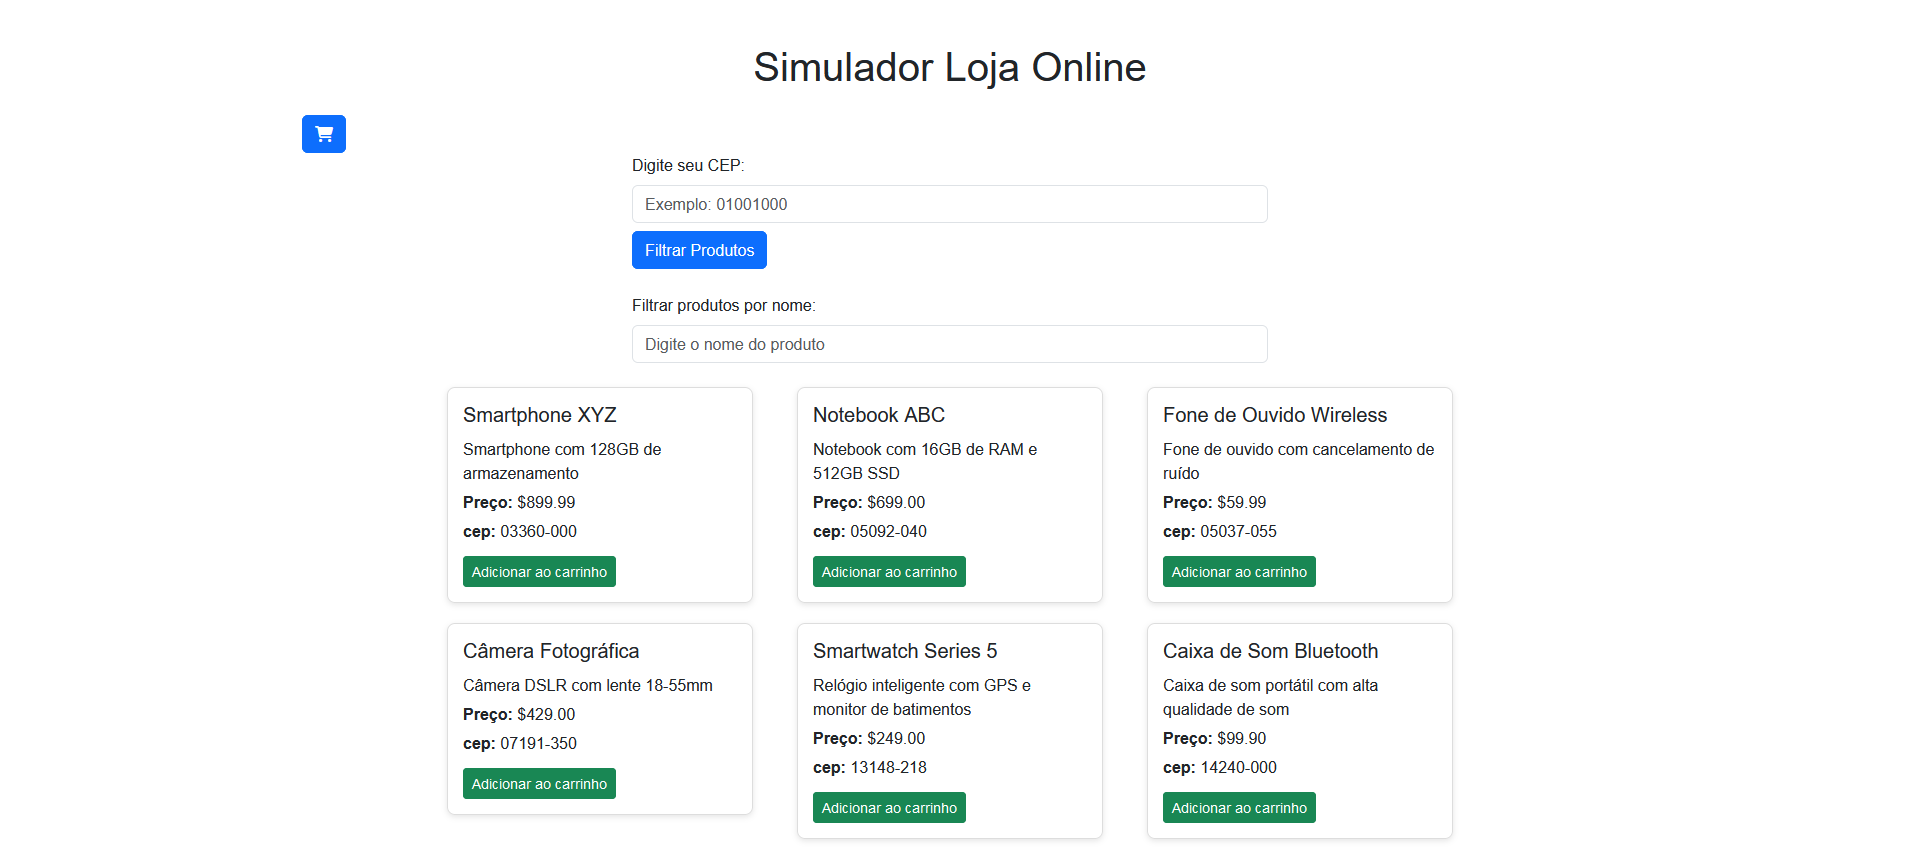 Simulador Loja Online
Digite seu CEP:
Exemplo: 01001000
Filtrar Produtos
Filtrar produtos por nome:
Digite o nome do produto
Smartphone XYZ
Smartphone com 128GB de
armazenamento
Preço: $899.99
cep: 03360-000
Adicionar ao carrinho
Notebook ABC
Notebook com 16GB de RAM e
512GB SSD
Preço: $699.00
cep: 05092-040
Adicionar ao carrinho
Fone de Ouvido Wireless
Fone de ouvido com cancelamento de
ruído
Preço: $59.99
cep: 05037-055
Adicionar ao carrinho
Câmera Fotográfica
Câmera DSLR com lente 18-55mm
Preço: $429.00
cep: 07191-350
Adicionar ao carrinho
Smartwatch Series 5
Relógio inteligente com GPS e
monitor de batimentos
Preço: $249.00
cep: 13148-218
Adicionar ao carrinho
Caixa de Som Bluetooth
Caixa de som portátil com alta
qualidade de som
Preço: $99.90
cep: 14240-000
Adicionar ao carrinho